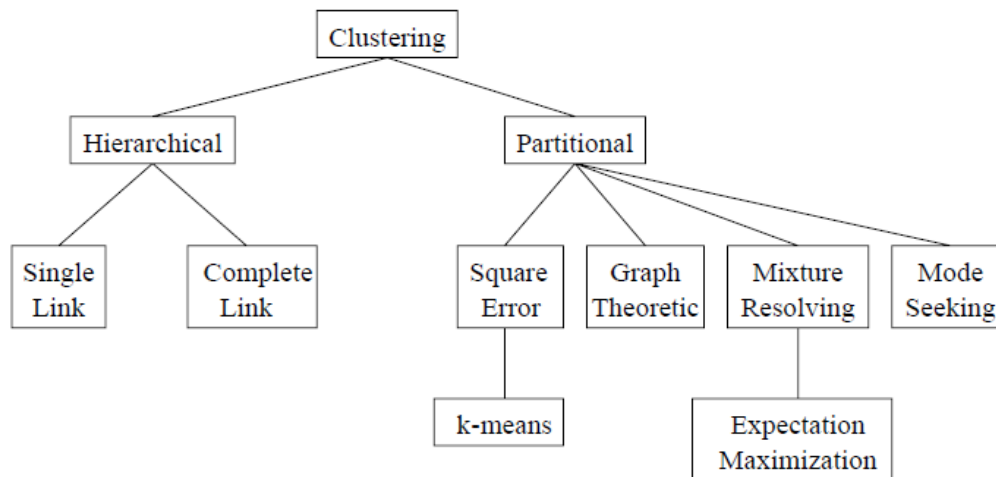 Clustering
Hierarchical
Partitional
Single
Link
Complete
Link
Square
Error
Graph
Theoretic
Mixture
Resolving
Mode
Seeking
k-means
Expectation
Maximization